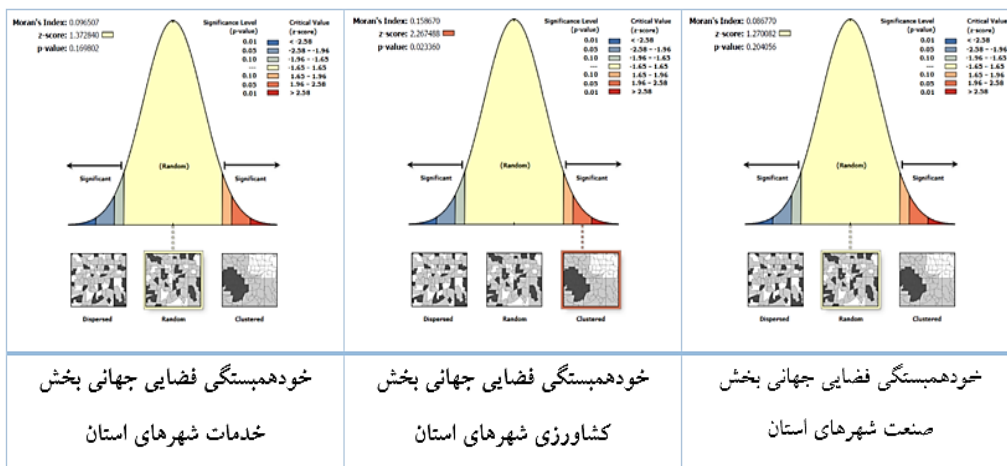 Moran's Index: 0.096507
z-score: 1.372840
p-value: 0.169802
Significance Level
(p-value)
Critical Value
(z-score)
0.01 < -2.58
0.05 -2.58 - -1.96
0.10 -1.96 - -1.65
--- -1.65 - 1.65
0.10 1.65 - 1.96
0.05 1.96 - 2.58
0.01 > 2.58
(Random)
Significant
Significant
Dispersed
Random
Clustered
خودهمبستگی فضایی جهانی بخش
خدمات شهرهای استان
Moran's Index: 0.158670
z-score: 2.267488
p-value: 0.023360
Significance Level
(p-value)
Critical Value
(z-score)
0.01 < -2.58
0.05 -2.58 - -1.96
0.10 -1.96 - -1.65
--- -1.65 - 1.65
0.10 1.65 - 1.96
0.05 1.96 - 2.58
0.01 > 2.58
(Random)
Significant
Significant
Dispersed
Random
Clustered
خودهمبستگی فضایی جهانی بخش
کشاورزی شهرهای استان
Moran's Index: 0.086770
z-score: 1.270082
p-value: 0.204056
Significance Level
(p-value)
Critical Value
(z-score)
0.01 < -2.58
0.05 -2.58 - -1.96
0.10 -1.96 - -1.65
--- -1.65 - 1.65
0.10 1.65 - 1.96
0.05 1.96 - 2.58
0.01 > 2.58
(Random)
Significant
Significant
Dispersed
Random
Clustered
خودهمبستگی فضایی جهانی بخش
صنعت شهرهای استان